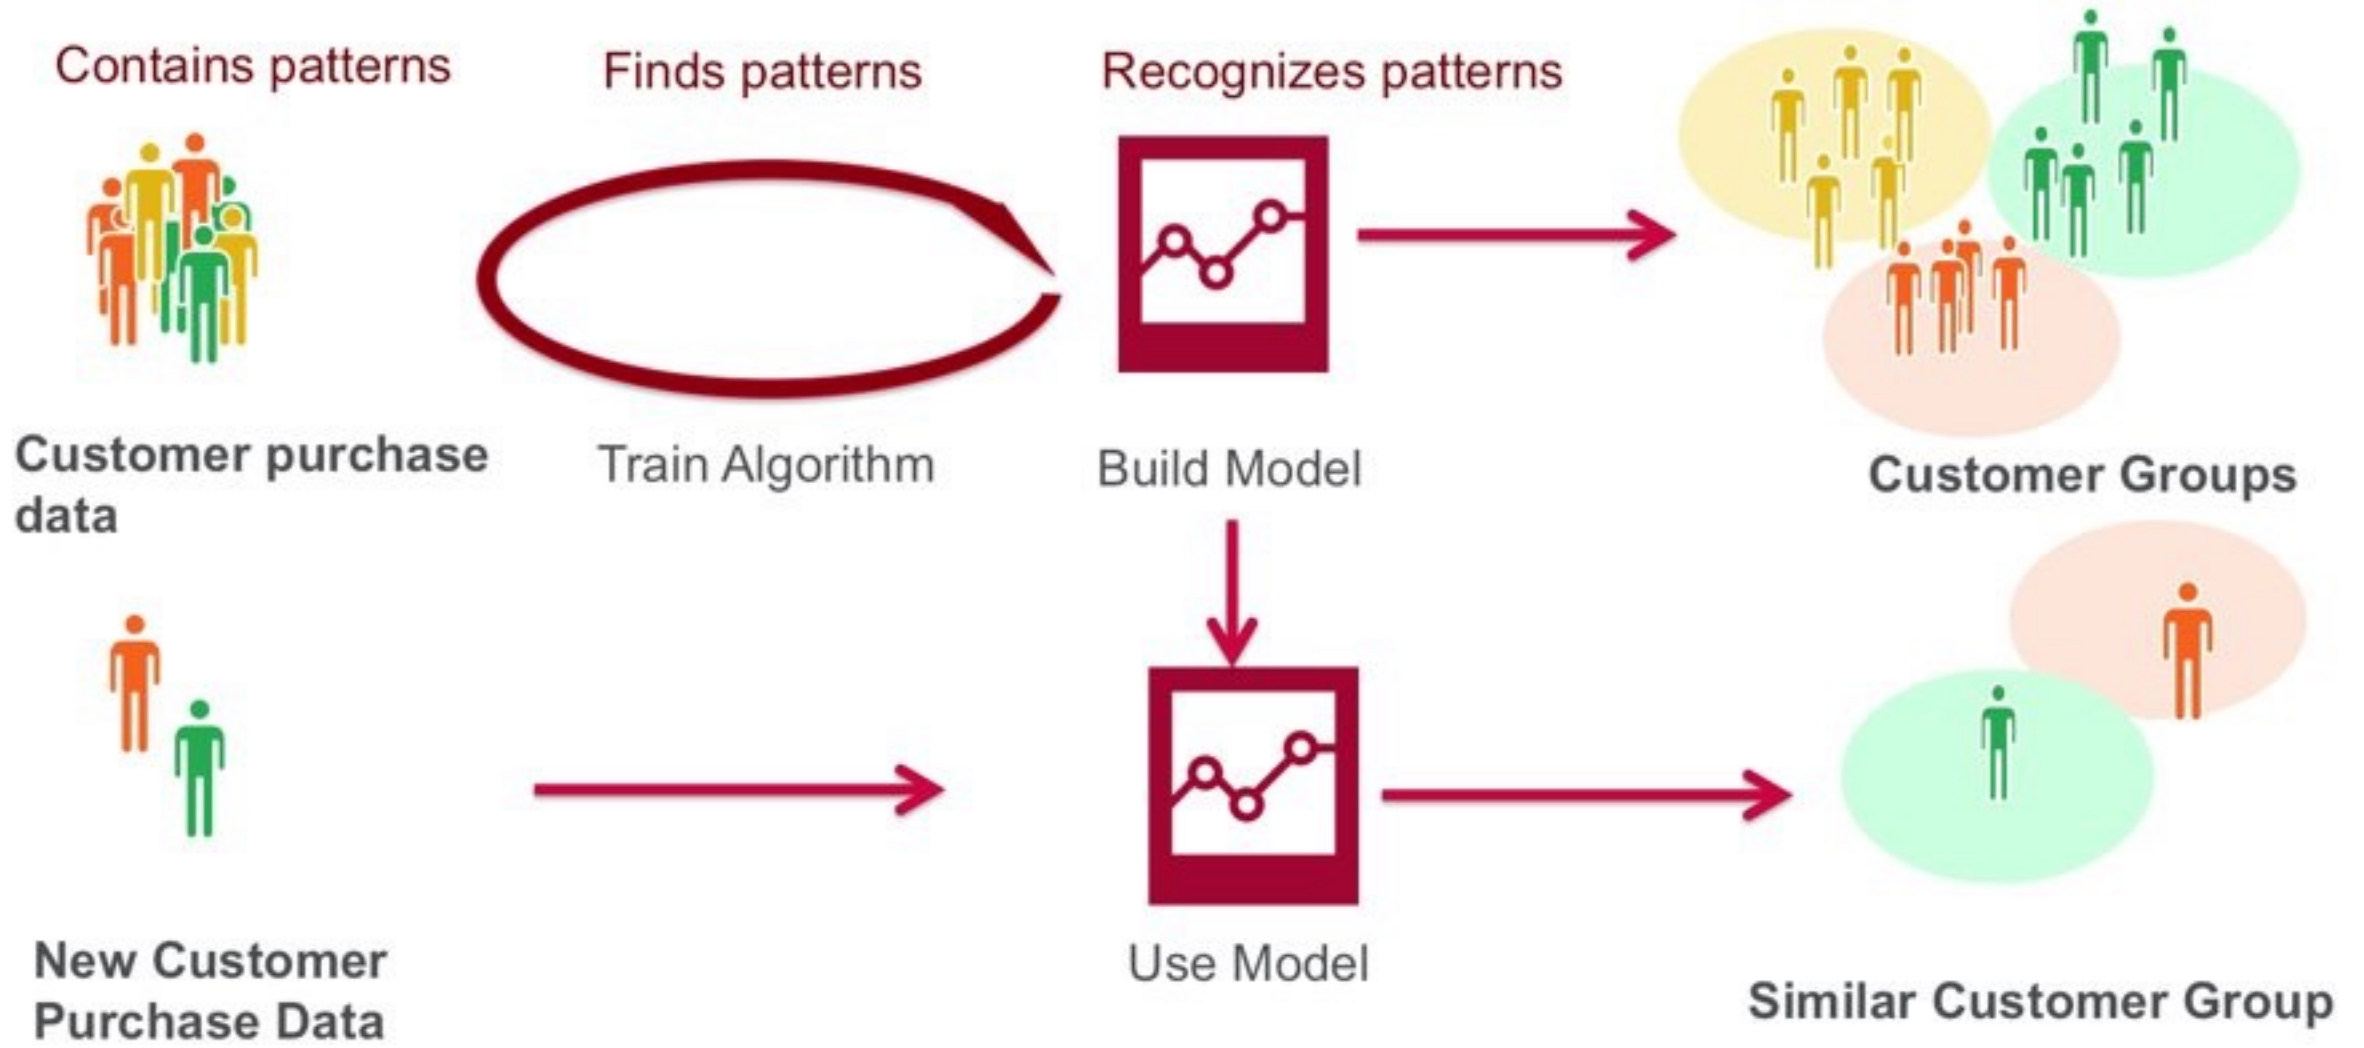 Contains patterns
Finds patterns
Recognizes patterns
Customer purchase
data
Train Algorithm
Build Model
Customer Groups
New Customer
Purchase Data
Use Model
Similar Customer Group